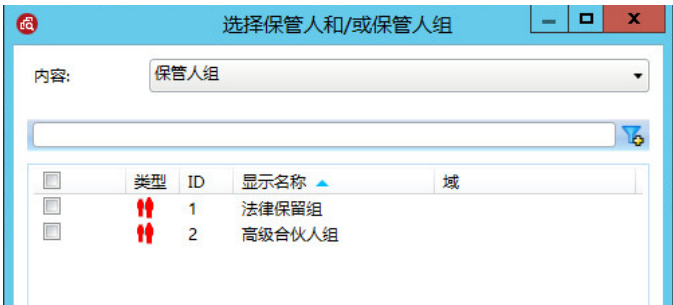 选择保管人和/或保管人组
内容: 保管人组
类型 ID 显示名称 域
1 法律保留组
2 高级合伙人组